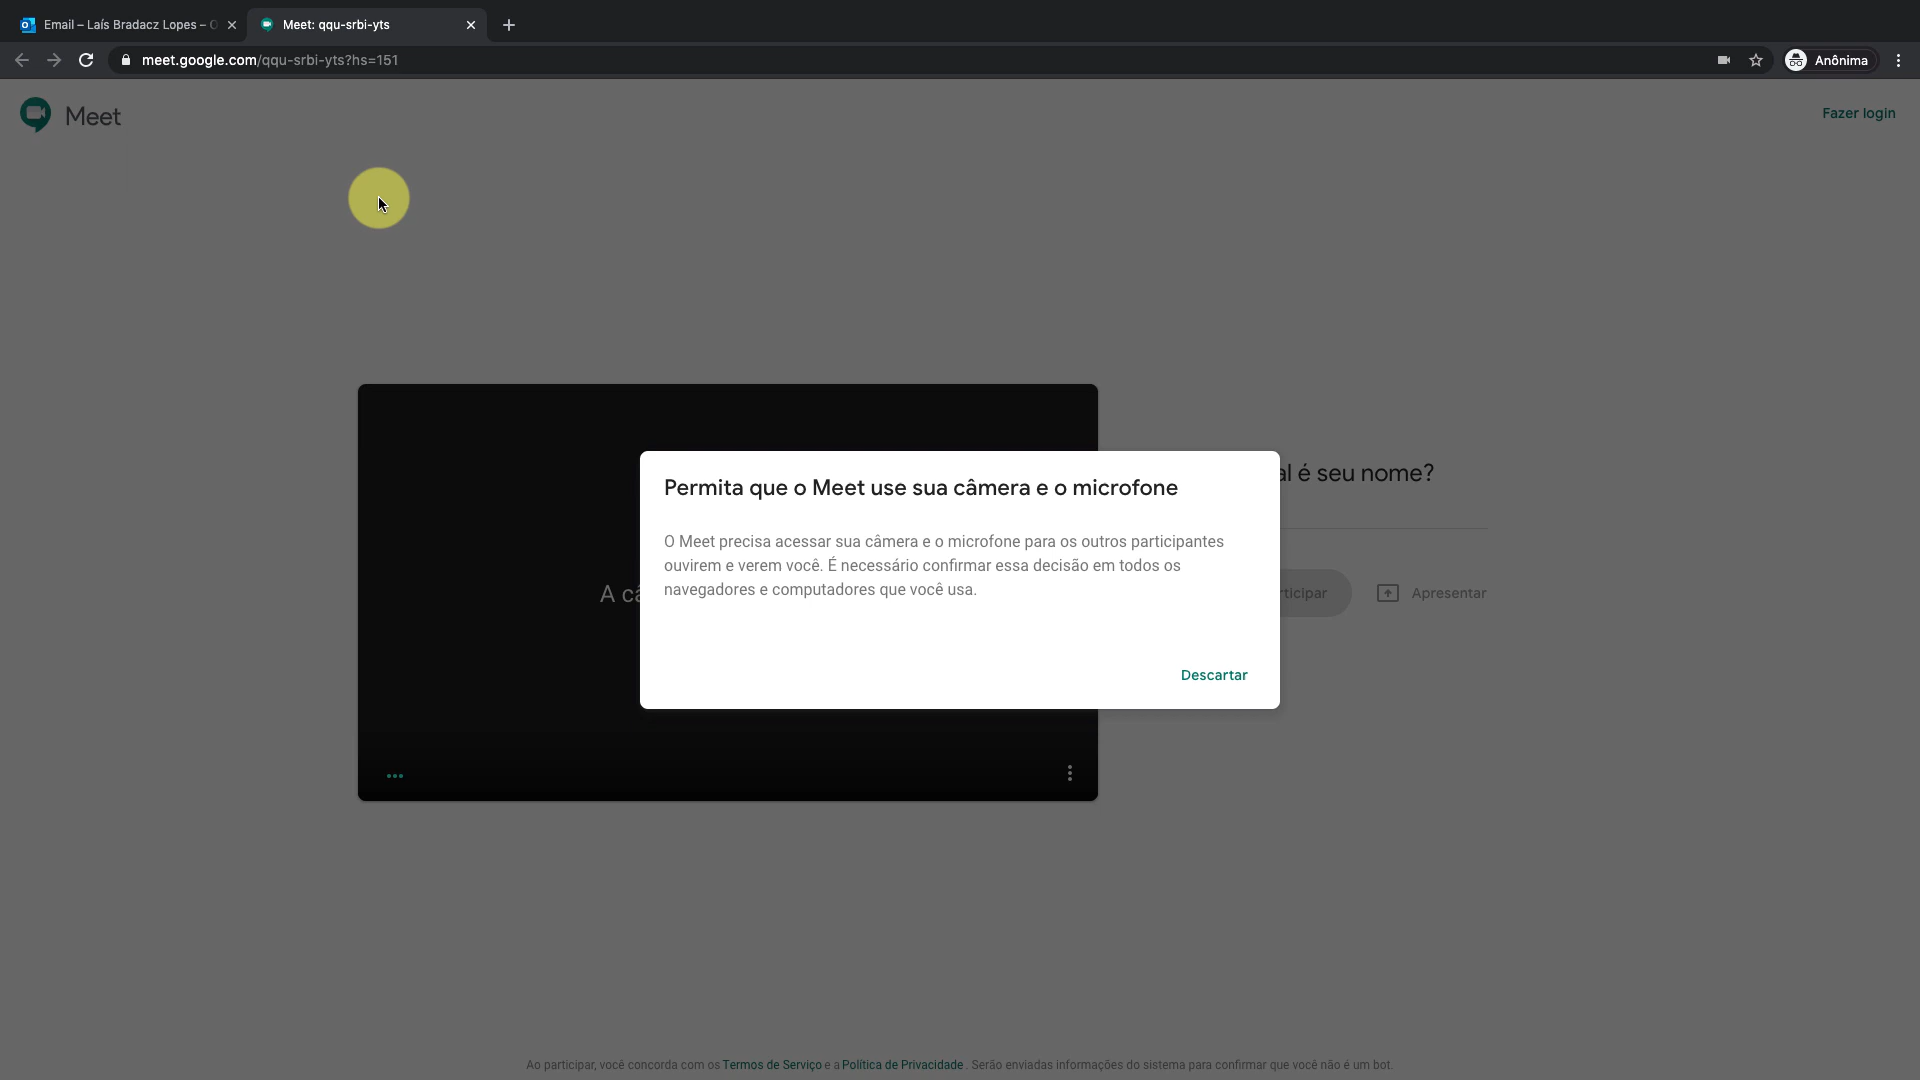 Email – Laís Bradacz Lopes –
Meet: qqu-srbi-yts
meet.google.com/qqu-srbi-yts?hs=151
Anônima
Meet
Fazer login
Permita que o Meet use sua câmera e o microfone
al é seu nome?
O Meet precisa acessar sua câmera e o microfone para os outros participantes
ouvirem e verem você. É necessário confirmar essa decisão em todos os
navegadores e computadores que você usa.
A câ
rticipar
Apresentar
Descartar
Ao participar, você concorda com os Termos de Serviço e a Política de Privacidade. Serão enviadas informações do sistema para confirmar que você não é um bot.